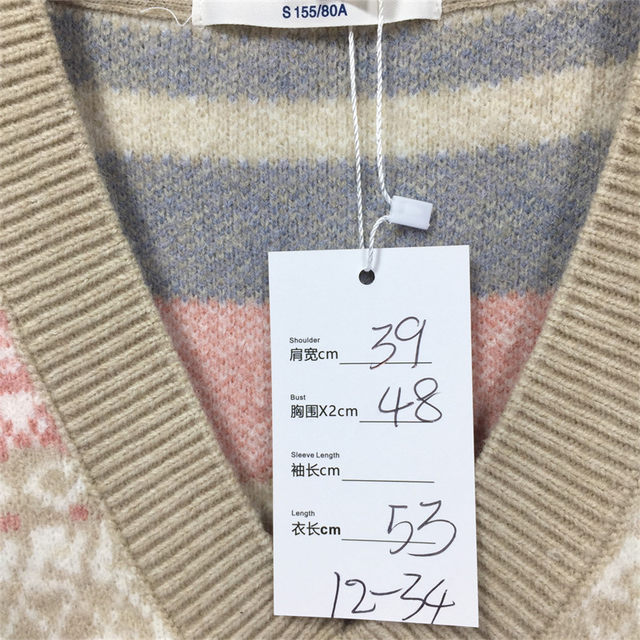 S 155/80A
Shoulder
肩宽cm 39
Bust
胸围X2cm 48
Sleeve Length
袖长cm
Length
衣长cm 53
12-34